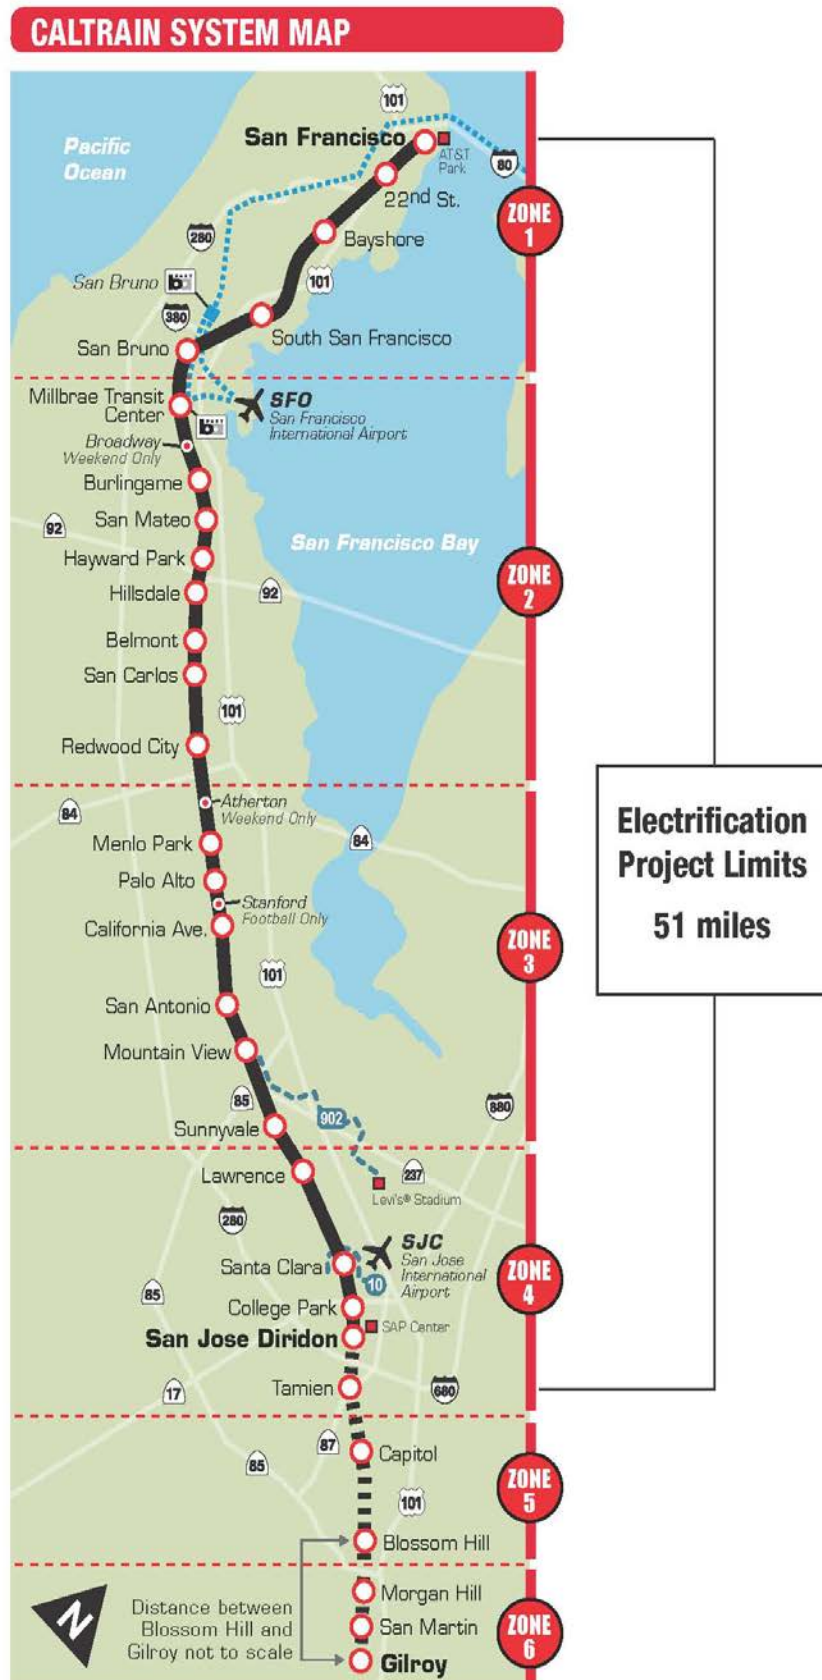 CALTRAIN SYSTEM MAP
Pacific
Ocean
101
San Francisco
AT&T
Park
80
22nd St.
ZONE
1
280
Bayshore
San Bruno
ba
101
380
South San Francisco
San Bruno
Millbrae Transit
Center
ba
SFO
San Francisco
International Airport
Broadway
Weekend Only
Burlingame
San Mateo
92
San Francisco Bay
Hayward Park
ZONE
2
Hillsdale
92
Belmont
San Carlos
101
Redwood City
Atherton
Weekend Only
84
84
Menlo Park
Palo Alto
Stanford
Football Only
California Ave.
ZONE
3
101
San Antonio
Mountain View
85
902
880
Sunnyvale
Lawrence
237
Levi's® Stadium
280
SJC
San Jose
International
Airport
Santa Clara
10
ZONE
4
85
College Park
SAP Center
San Jose Diridon
17
Tamien
680
87
Capitol
85
ZONE
5
101
Blossom Hill
Morgan Hill
N
Distance between
Blossom Hill and
Gilroy not to scale
San Martin
ZONE
6
Gilroy
Electrification
Project Limits
51 miles